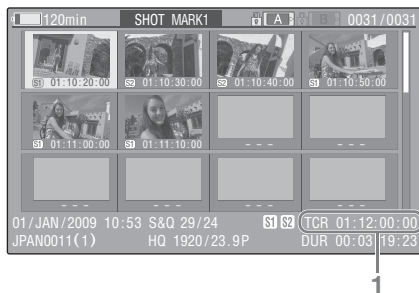 120min SHOT MARK1 A B 0031/0031
S1 01:10:20:00 S2 01:10:30:00 S2 01:10:40:00 S1 01:10:50:00
S1 01:11:00:00 S1 01:11:10:00 - - - - - -
- - - - - - - - - - - -
01/JAN/2009 10:53 S&Q 29/24 S1 S2 TCR 01:12:00:00
JPAN0011(1) HQ 1920/23.9P DUR 00:03:19:23
1